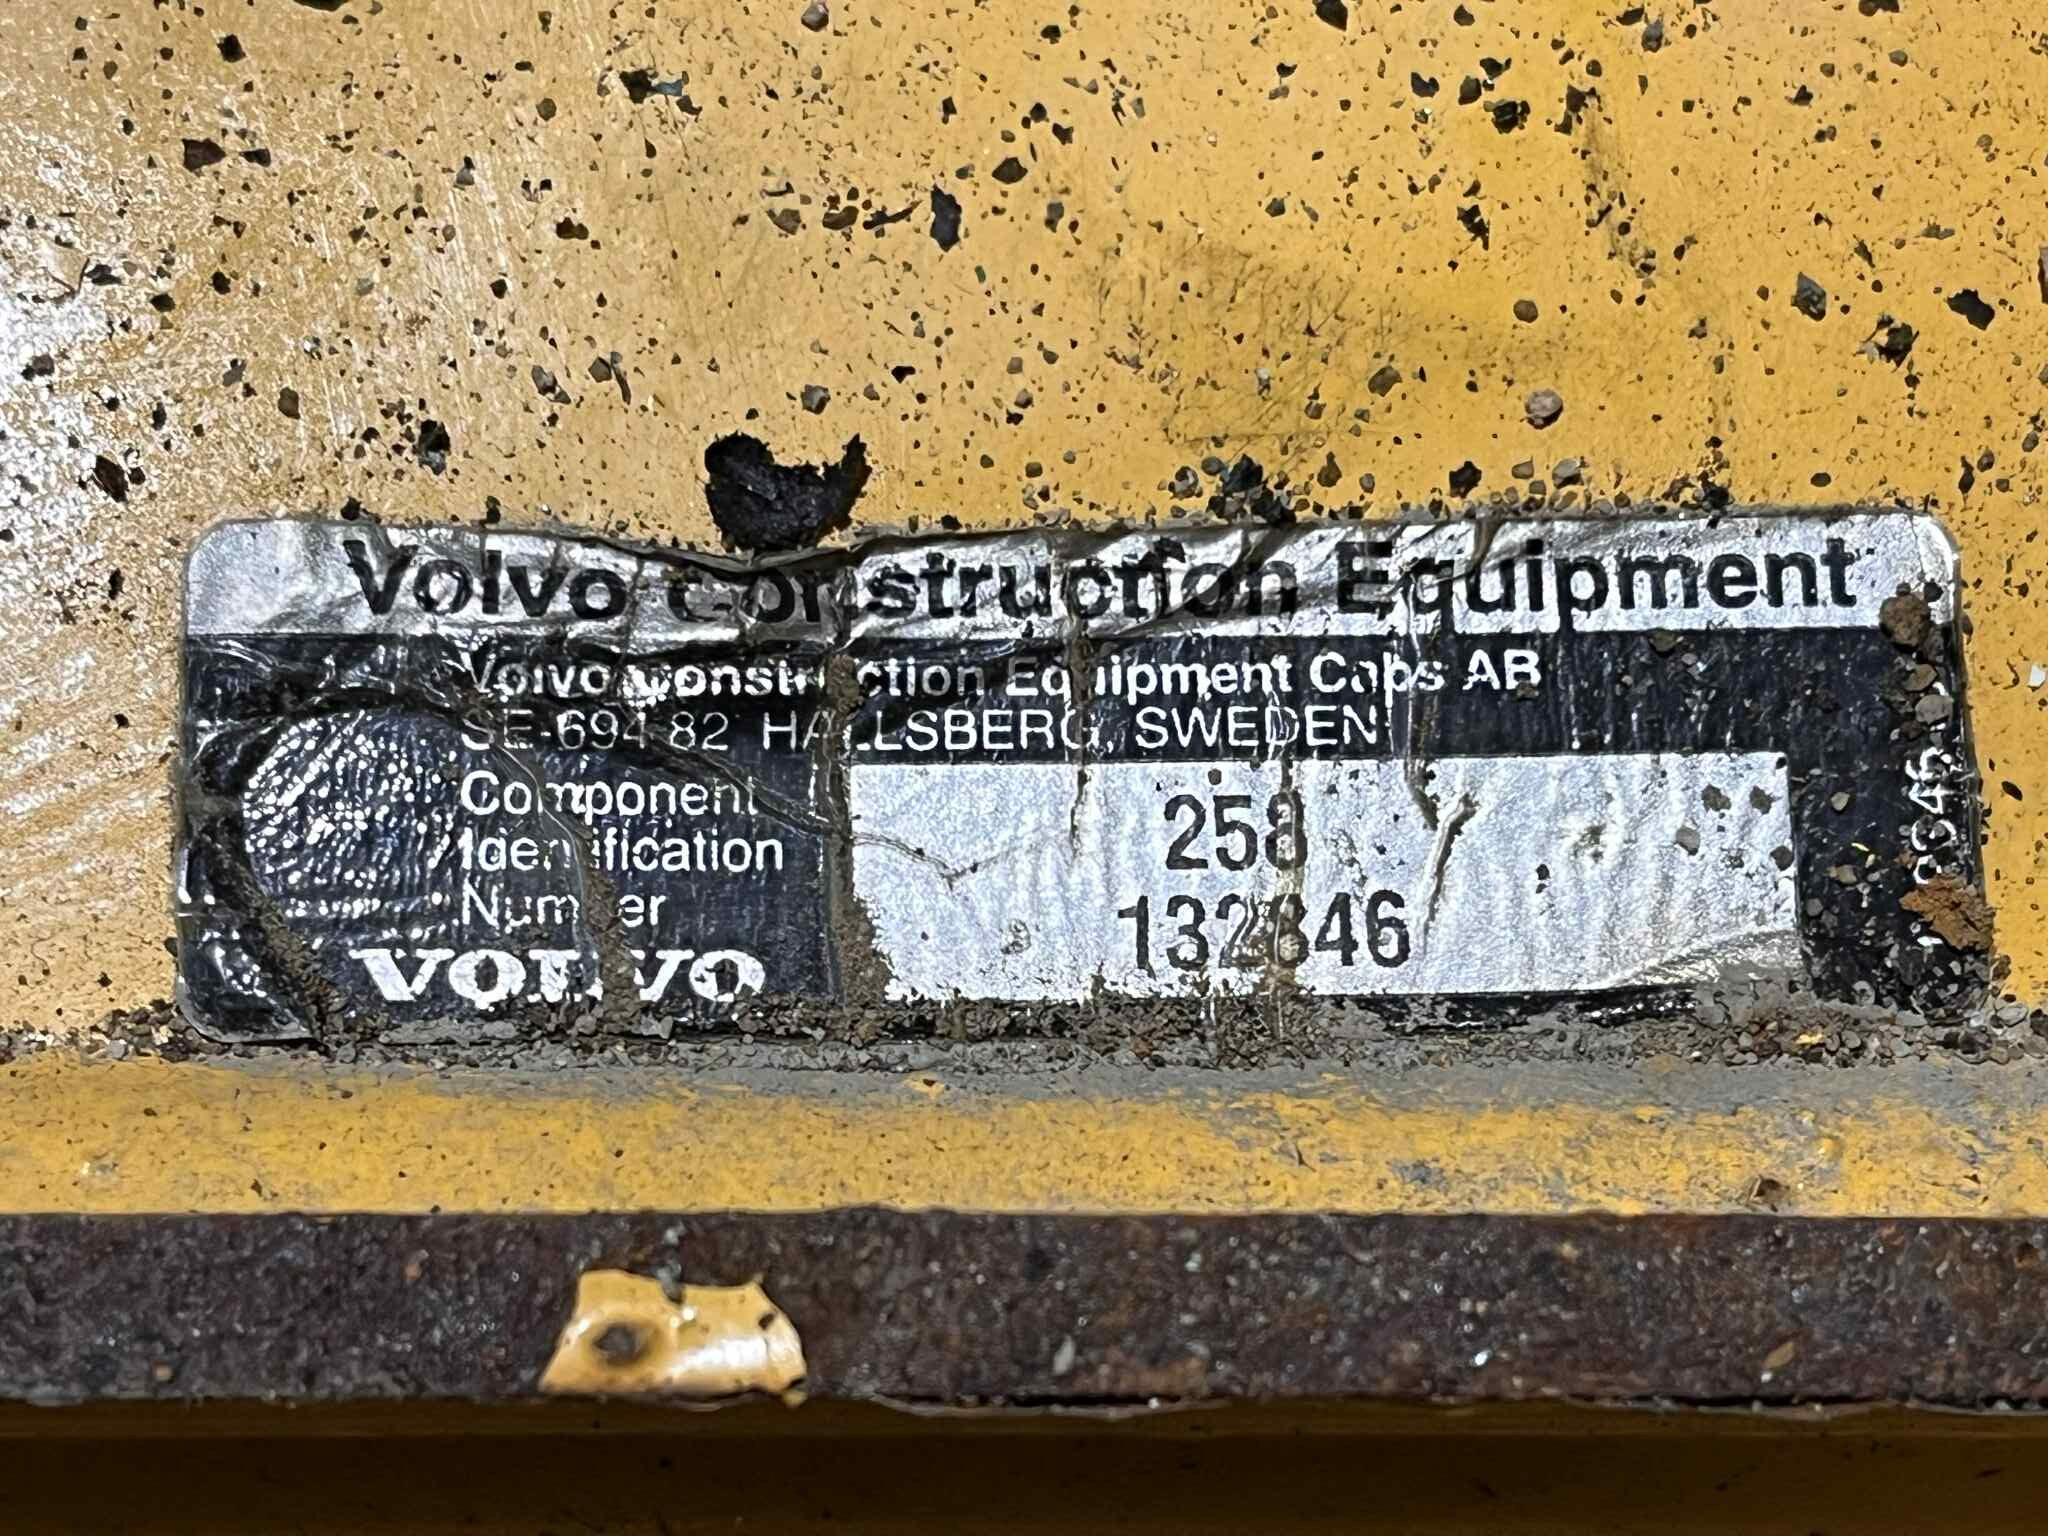 Volvo Construction Equipment
Volvo Construction Equipment Cabs AB
SE-694 82 HALLSBERG, SWEDEN
Component
Identification
Number
258
VOLVO